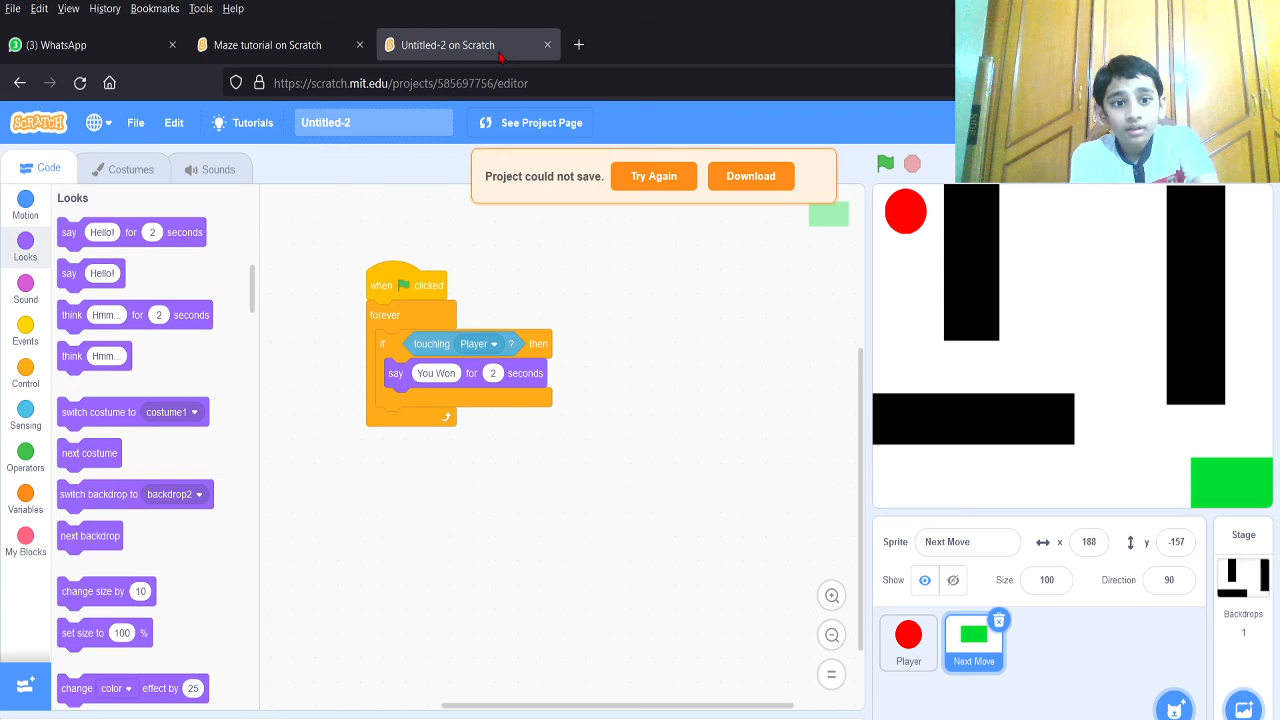 File Edit View History Bookmarks Tools Help
(3) WhatsApp
Maze tutorial on Scratch
Untitled-2 on Scratch
https://scratch.mit.edu/projects/585697756/editor
SCRATCH
File
Edit
Tutorials
Untitled-2
See Project Page
Code
Costumes
Sounds
Project could not save.
Try Again
Download
Motion
Looks
Sound
Events
Control
Sensing
Operators
Variables
My Blocks
Looks
say Hello! for 2 seconds
say Hello!
think Hmm... for 2 seconds
think Hmm...
switch costume to costume1
next costume
switch backdrop to backdrop2
next backdrop
change size by 10
set size to 100 %
change color effect by 25
when clicked
forever
if touching Player ? then
say You Won for 2 seconds
Sprite Next Move x 188 y -157
Show Size 100 Direction 90
Player
Next Move
Stage
Backdrops
1